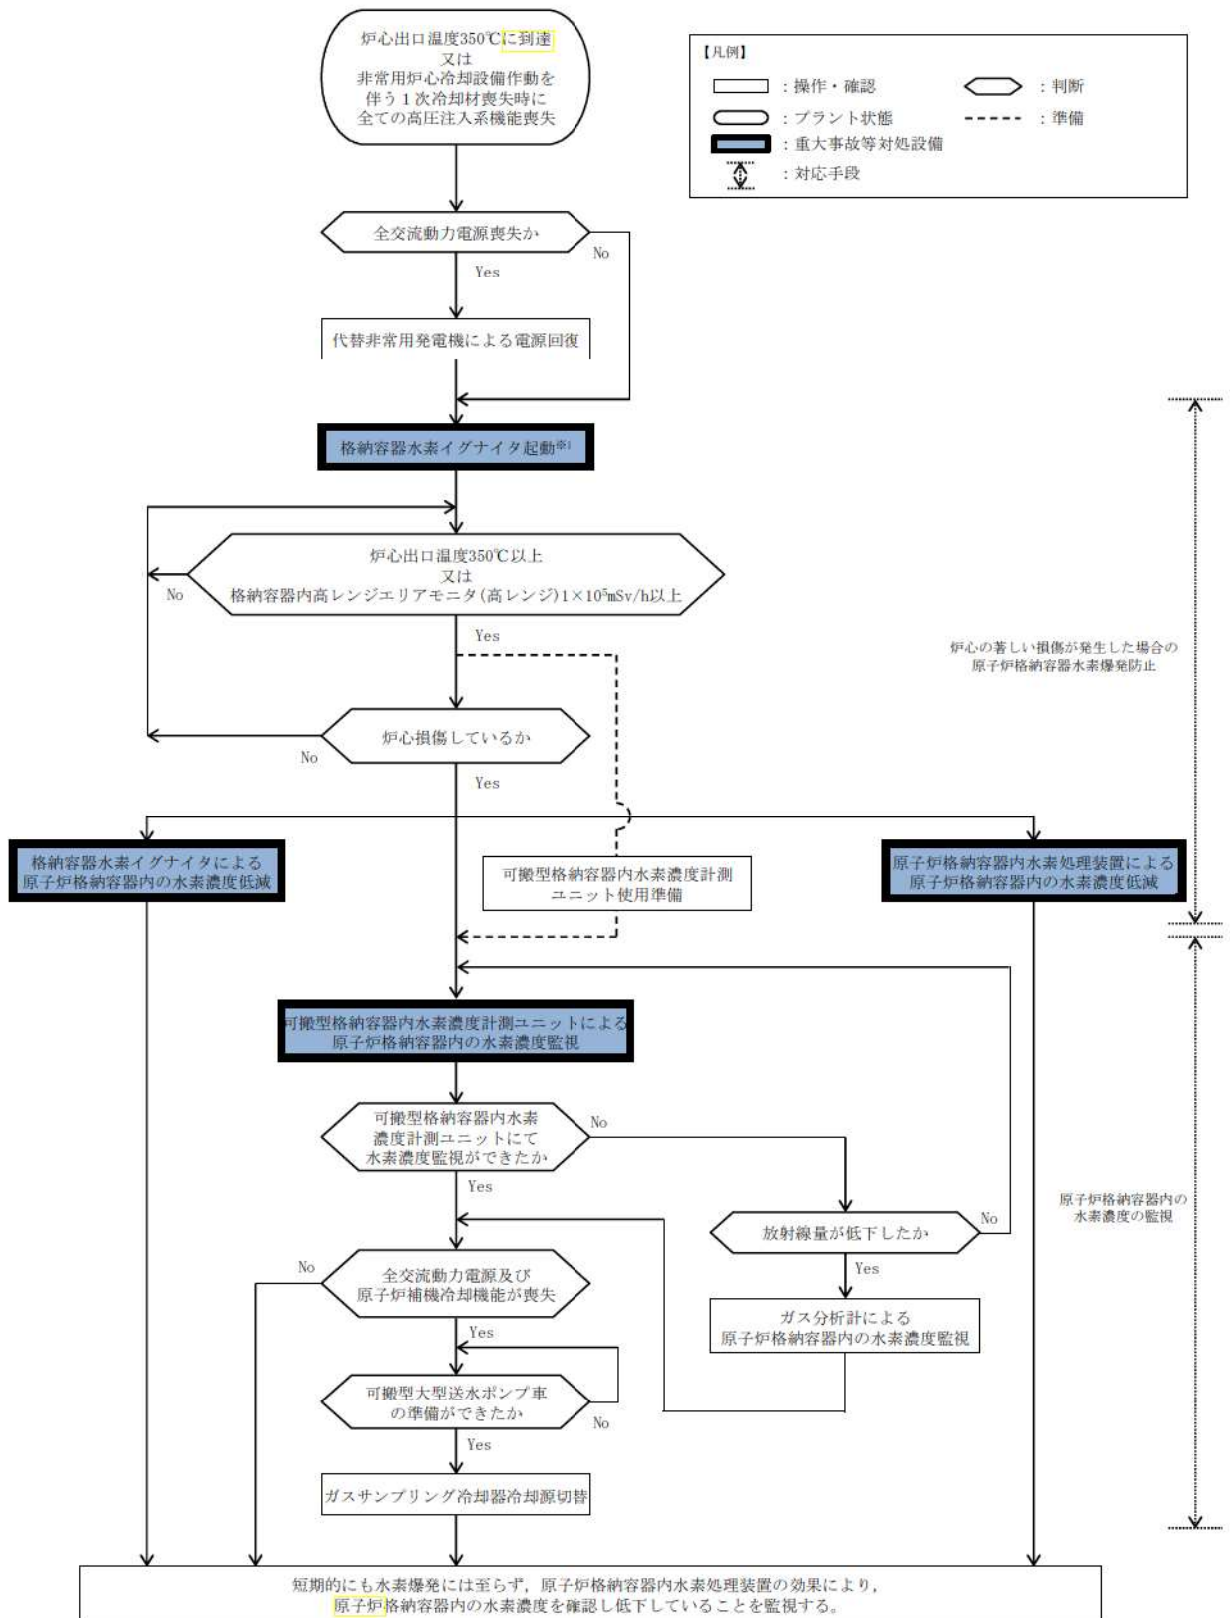 炉心出口温度350℃に到達
又は
非常用炉心冷却設備作動を
伴う1次冷却材喪失時に
全ての高圧注入系機能喪失
【凡例】
：操作・確認
：判断
：プラント状態
：準備
：重大事故等対処設備
：対応手段
全交流動力電源喪失か
No
Yes
代替非常用発電機による電源回復
格納容器水素イグナイタ起動※1
炉心出口温度350℃以上
又は
格納容器内高レンジエリアモニタ(高レンジ)1×10⁵mSv/h以上
No
Yes
炉心の著しい損傷が発生した場合の
原子炉格納容器水素爆発防止
炉心損傷しているか
No
Yes
格納容器水素イグナイタによる
原子炉格納容器内の水素濃度低減
可搬型格納容器内水素濃度計測
ユニット使用準備
原子炉格納容器内水素処理装置による
原子炉格納容器内の水素濃度低減
可搬型格納容器内水素濃度計測ユニットによる
原子炉格納容器内の水素濃度監視
可搬型格納容器内水素
濃度計測ユニットにて
水素濃度監視ができたか
No
Yes
原子炉格納容器内の
水素濃度の監視
放射線量が低下したか
No
Yes
全交流動力電源及び
原子炉補機冷却機能が喪失
No
Yes
ガス分析計による
原子炉格納容器内の水素濃度監視
可搬型大型送水ポンプ車
の準備ができたか
No
Yes
ガスサンプリング冷却器冷却源切替
短期的にも水素爆発には至らず，原子炉格納容器内水素処理装置の効果により，
原子炉格納容器内の水素濃度を確認し低下していることを監視する。